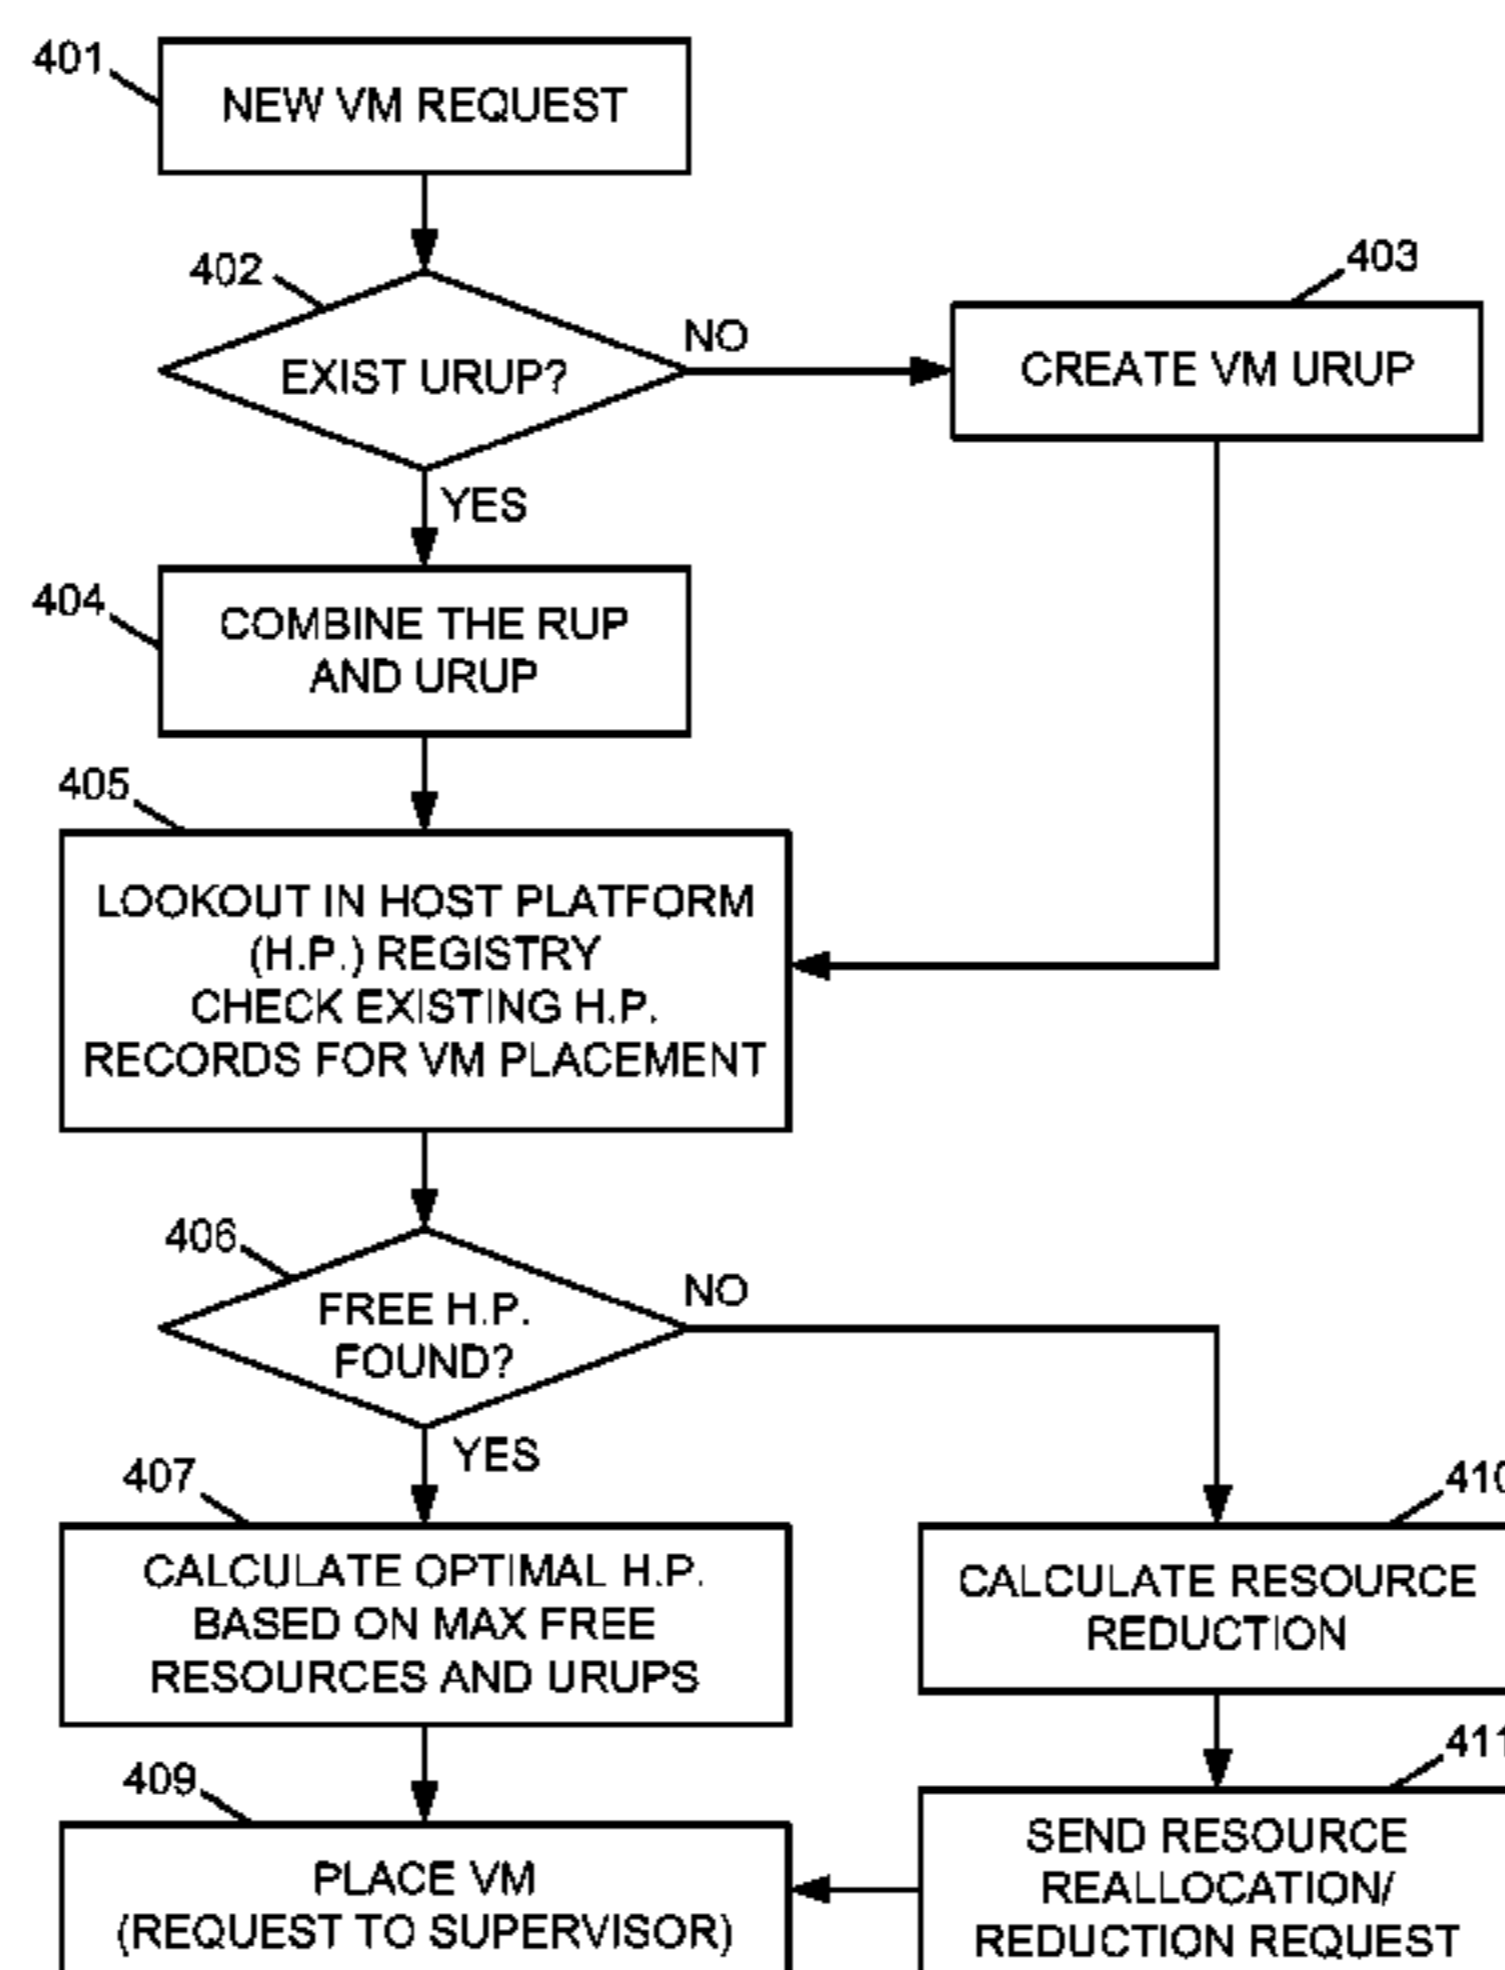 401
NEW VM REQUEST
402
EXIST URUP?
NO
403
CREATE VM URUP
YES
404
COMBINE THE RUP
AND URUP
405
LOOKOUT IN HOST PLATFORM
(H.P.) REGISTRY
CHECK EXISTING H.P.
RECORDS FOR VM PLACEMENT
406
FREE H.P.
FOUND?
NO
YES
407
CALCULATE OPTIMAL H.P.
BASED ON MAX FREE
RESOURCES AND URUPS
410
CALCULATE RESOURCE
REDUCTION
409
PLACE VM
(REQUEST TO SUPERVISOR)
411
SEND RESOURCE
REALLOCATION/
REDUCTION REQUEST